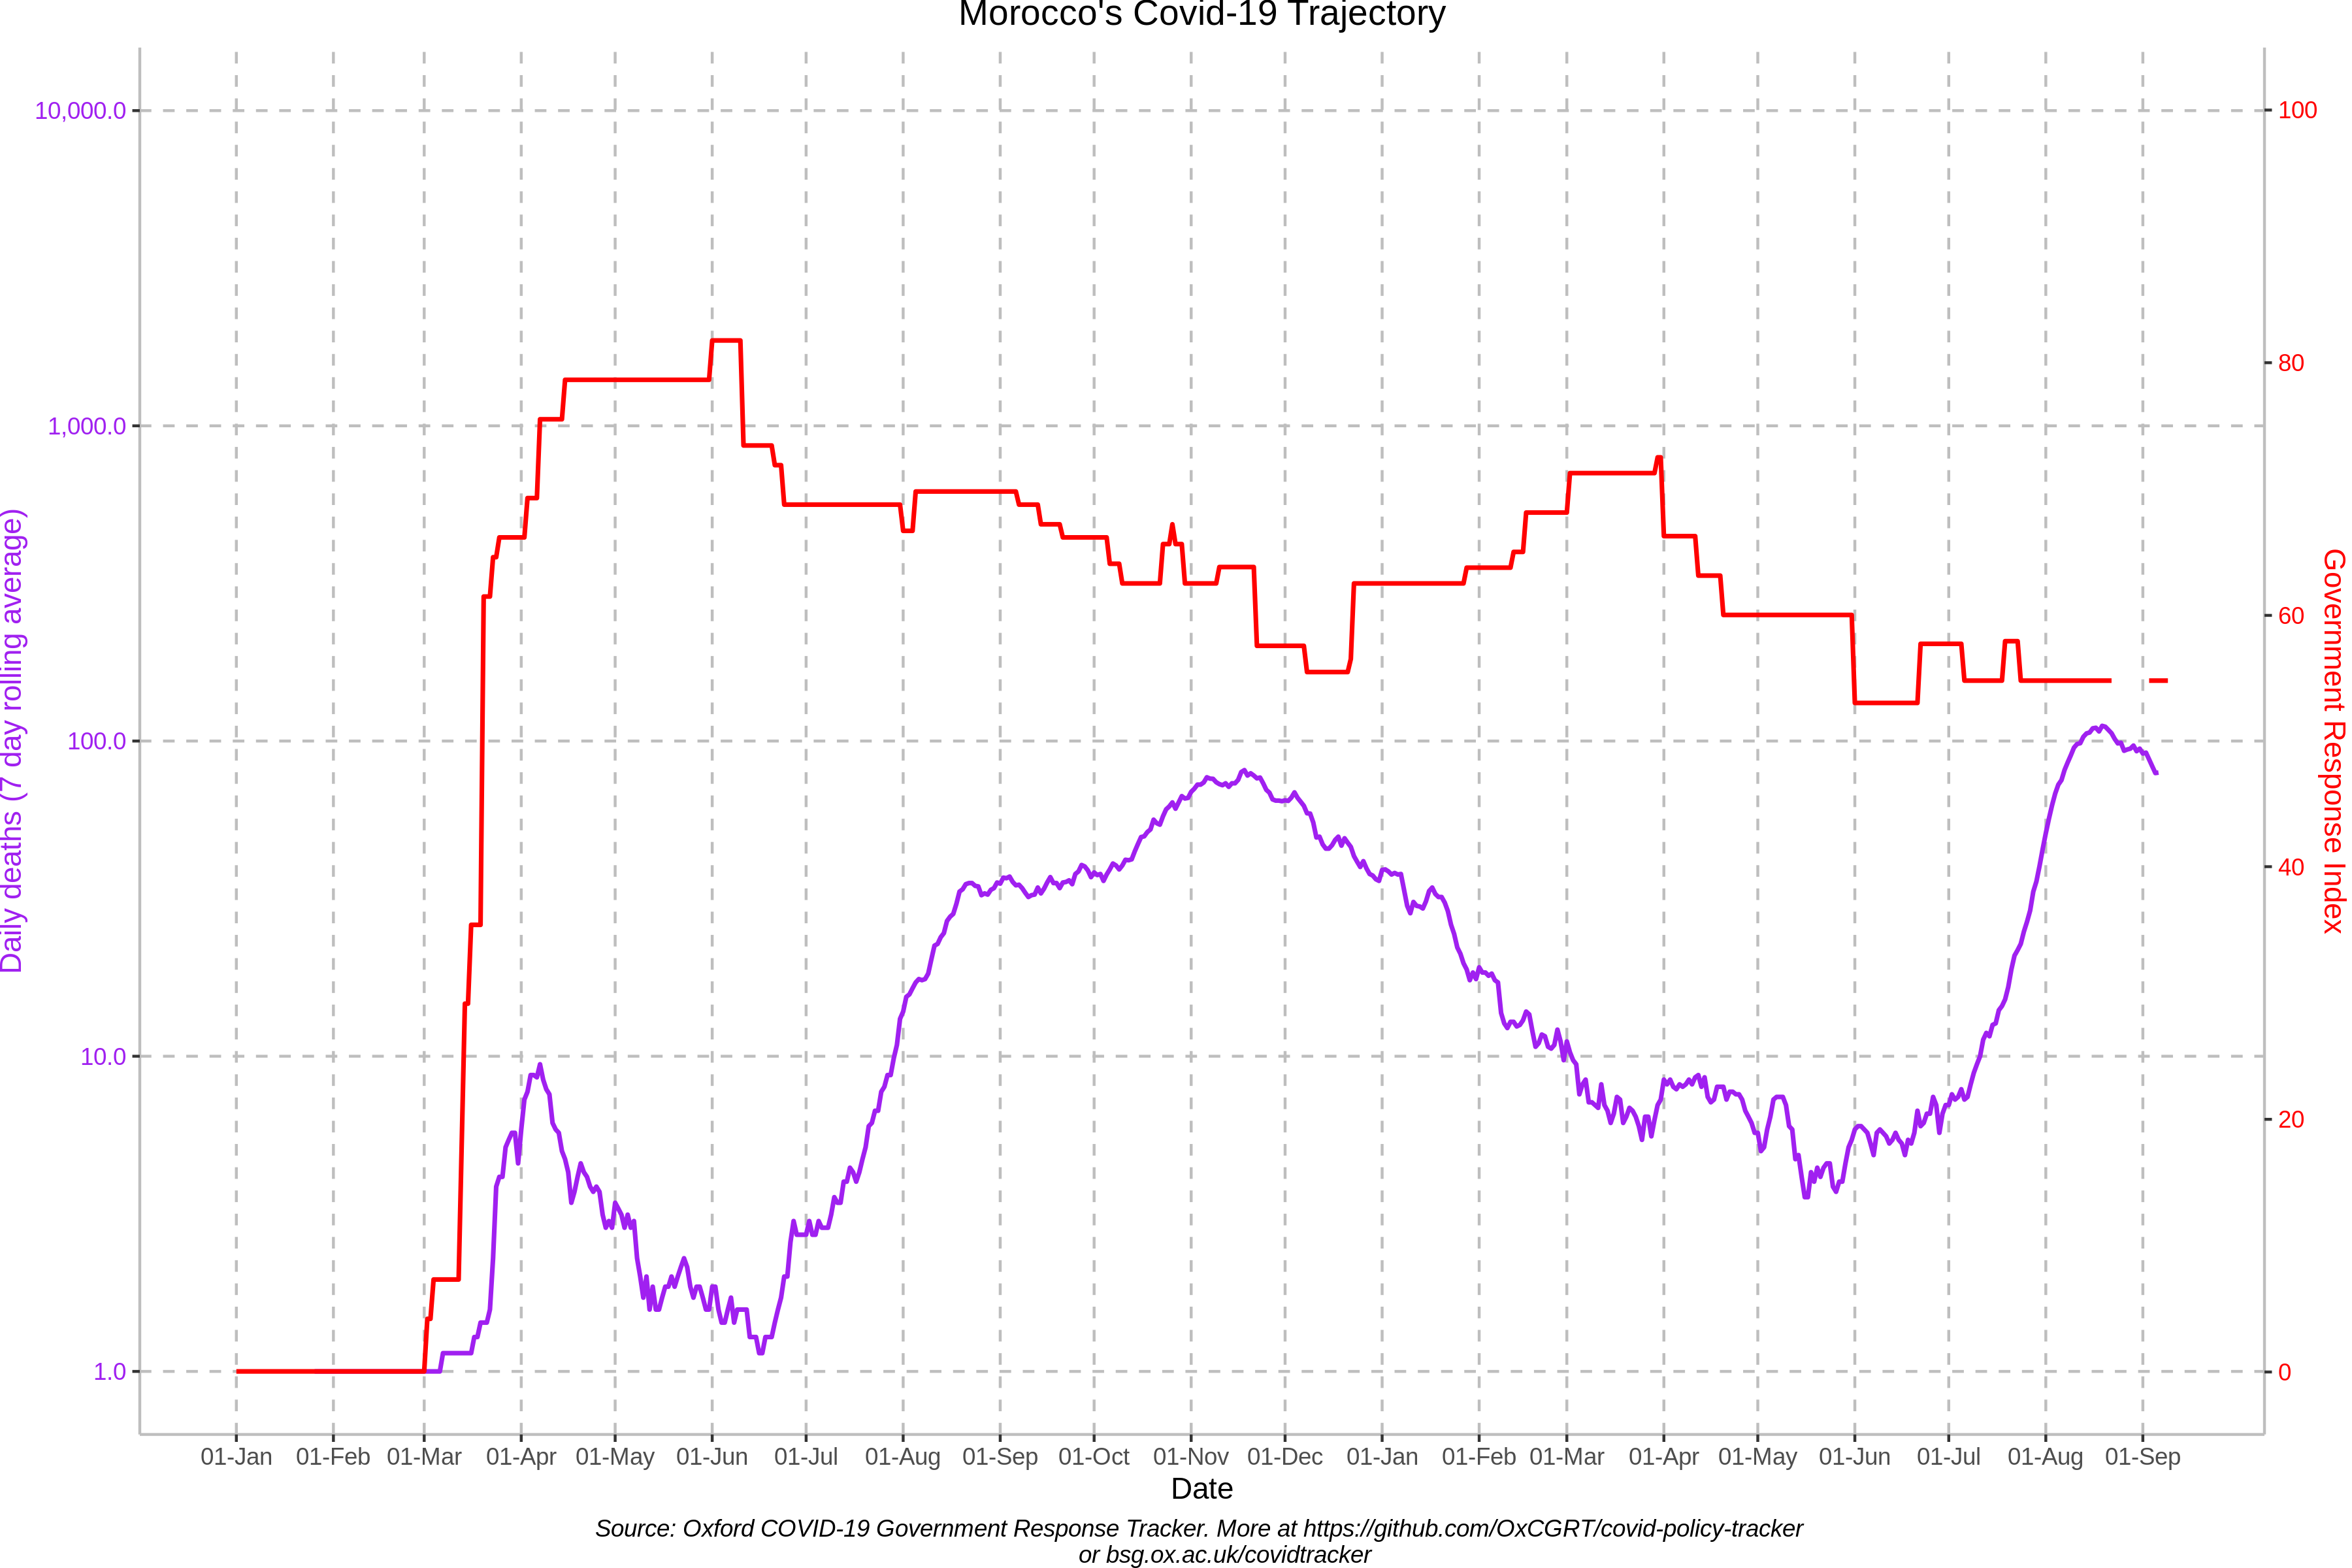 Morocco's Covid-19 Trajectory
10,000.0
1,000.0
100.0
10.0
1.0
Daily deaths (7 day rolling average)
100
80
60
40
20
0
Government Response Index
01-Jan 01-Feb 01-Mar 01-Apr 01-May 01-Jun 01-Jul 01-Aug 01-Sep 01-Oct 01-Nov 01-Dec 01-Jan 01-Feb 01-Mar 01-Apr 01-May 01-Jun 01-Jul 01-Aug 01-Sep
Date
Source: Oxford COVID-19 Government Response Tracker. More at https://github.com/OxCGRT/covid-policy-tracker
or bsg.ox.ac.uk/covidtracker